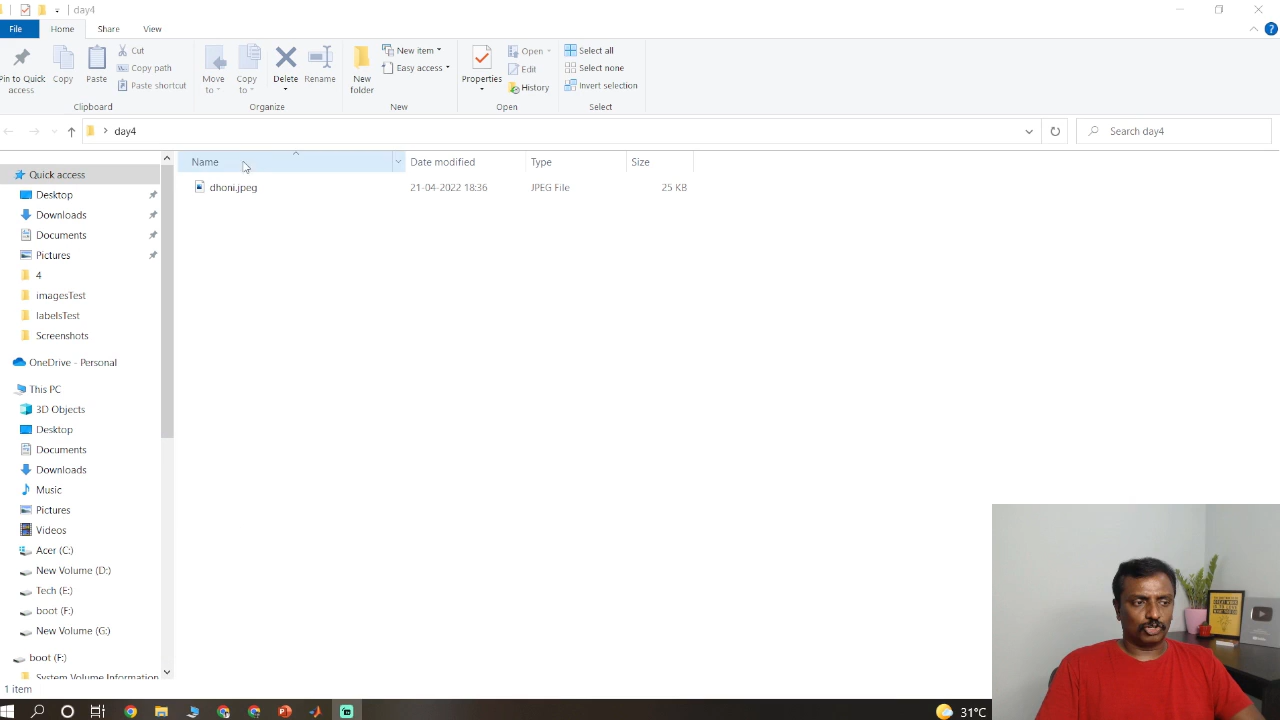 day4
File Home Share View
Pin to Quick access
Copy
Paste
Cut
Copy path
Paste shortcut
Clipboard
Move to
Copy to
Delete
Rename
Organize
New folder
New item
Easy access
New
Properties
Open
Edit
History
Open
Select all
Select none
Invert selection
Select
day4
Search day4
Name Date modified Type Size
dhoni.jpeg 21-04-2022 18:36 JPEG File 25 KB
Quick access
Desktop
Downloads
Documents
Pictures
4
imagesTest
labelsTest
Screenshots
OneDrive - Personal
This PC
3D Objects
Desktop
Documents
Downloads
Music
Pictures
Videos
Acer (C:)
New Volume (D:)
Tech (E:)
boot (F:)
New Volume (G:)
boot (F:)
System Volume Information
1 item
31°C